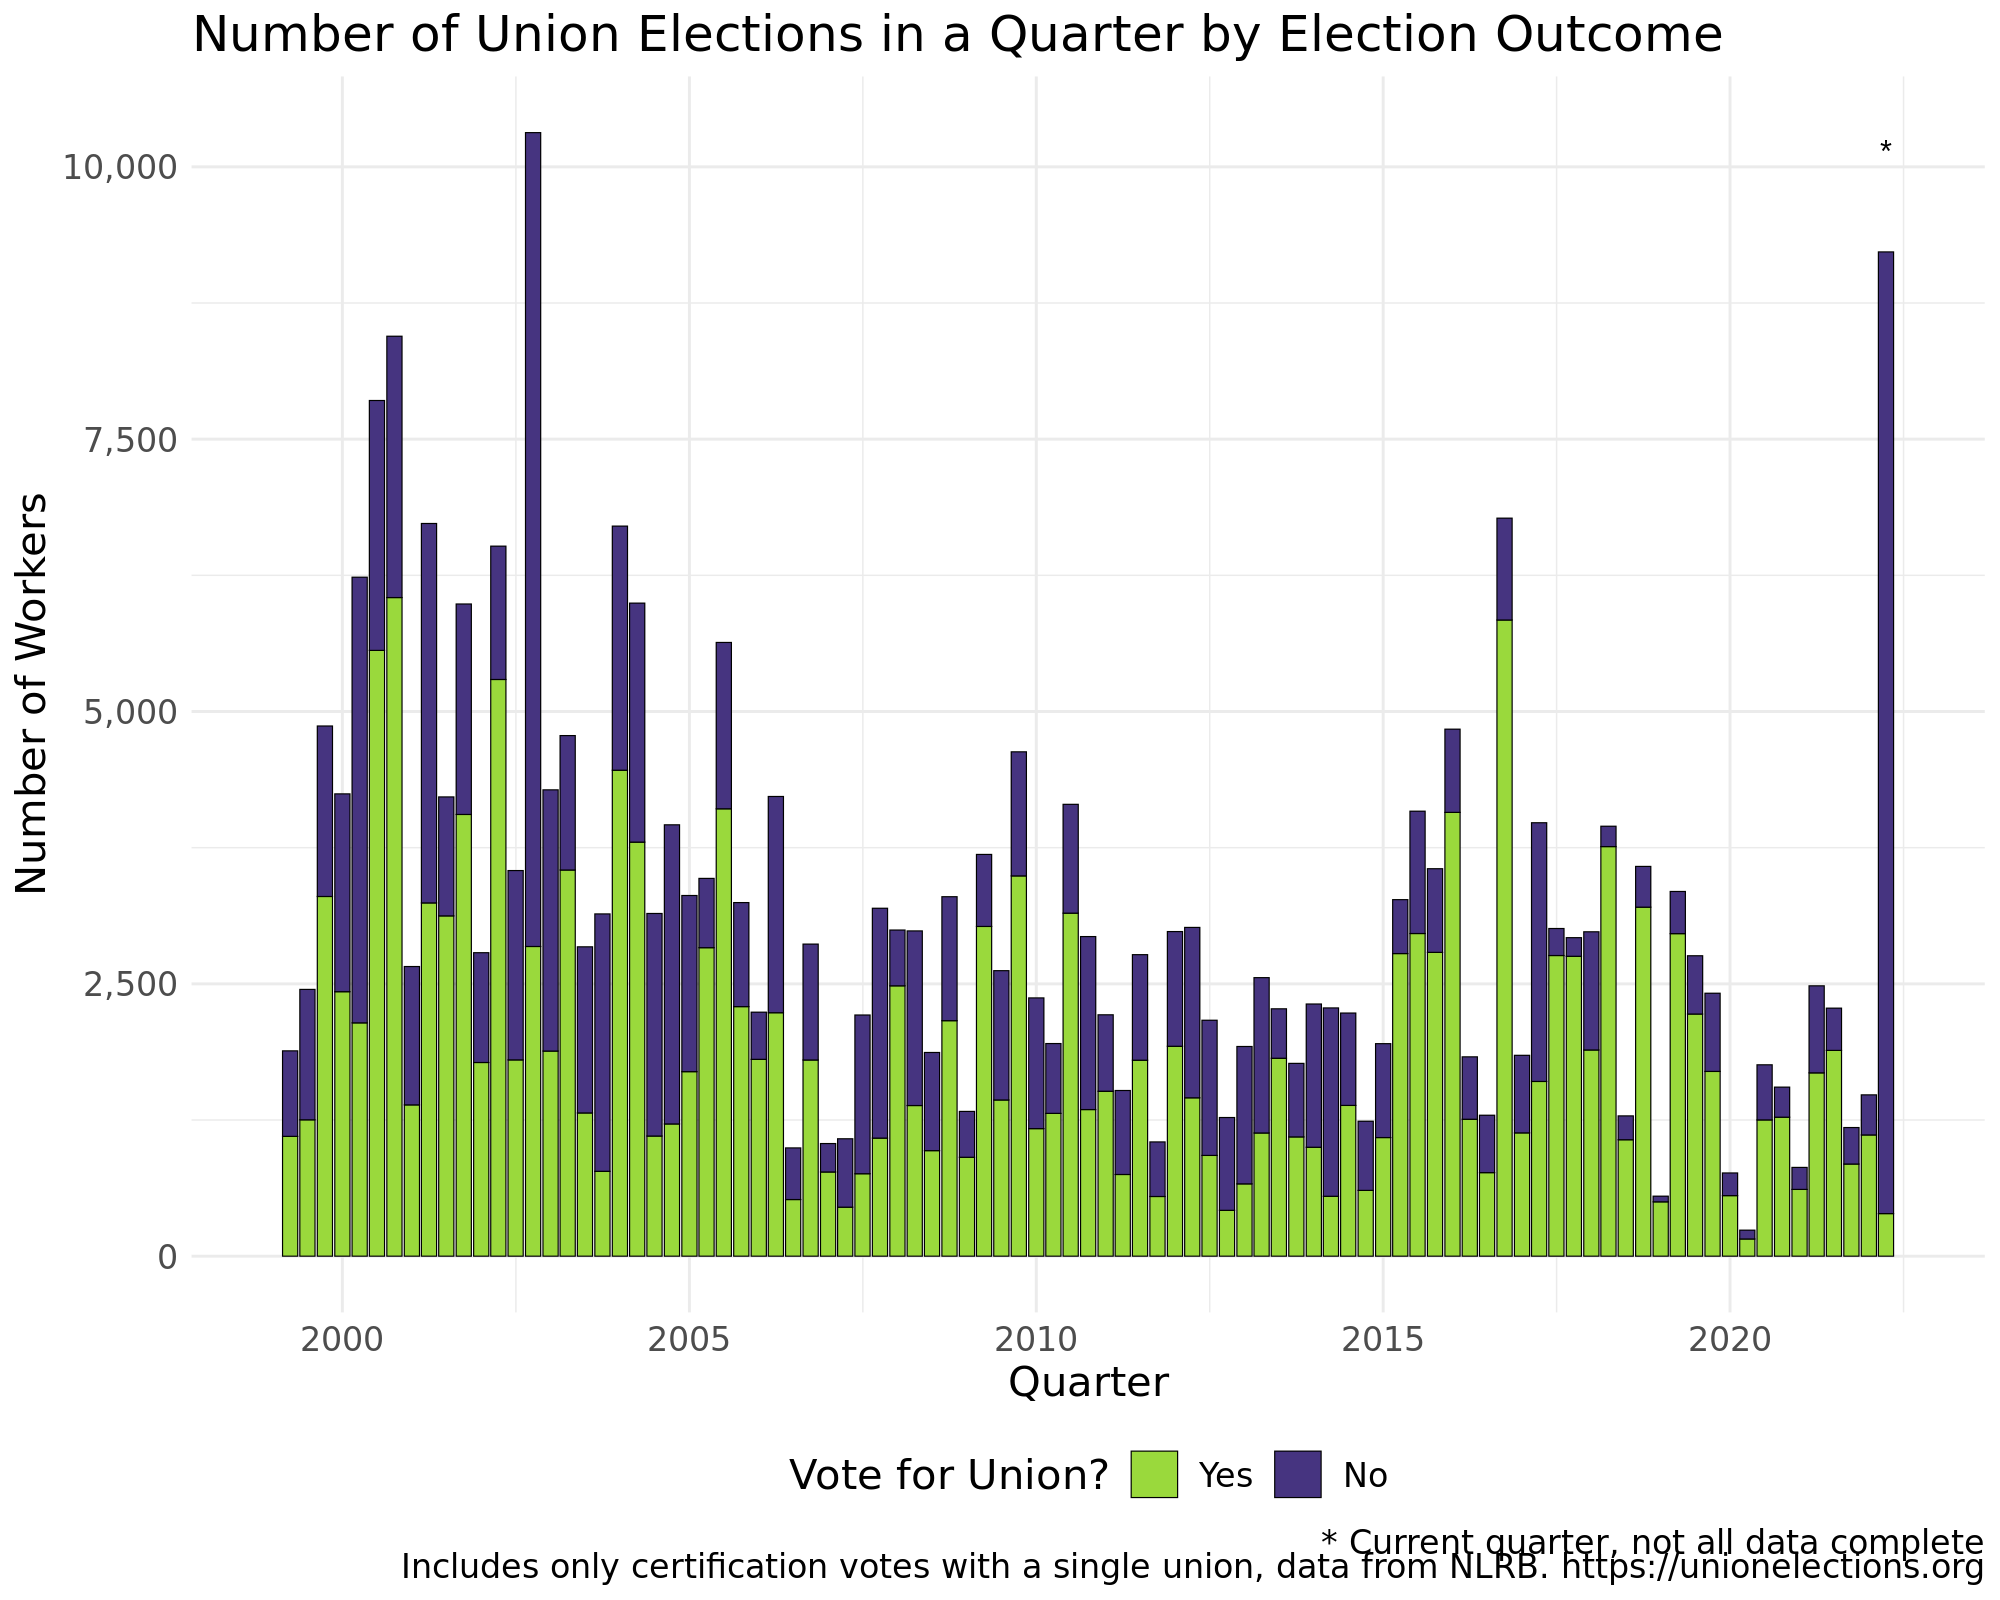 Number of Union Elections in a Quarter by Election Outcome
*
10,000
7,500
5,000
2,500
0
Number of Workers
2000 2005 2010 2015 2020
Quarter
Vote for Union? Yes No
* Current quarter, not all data complete
Includes only certification votes with a single union, data from NLRB. https://unionelections.org